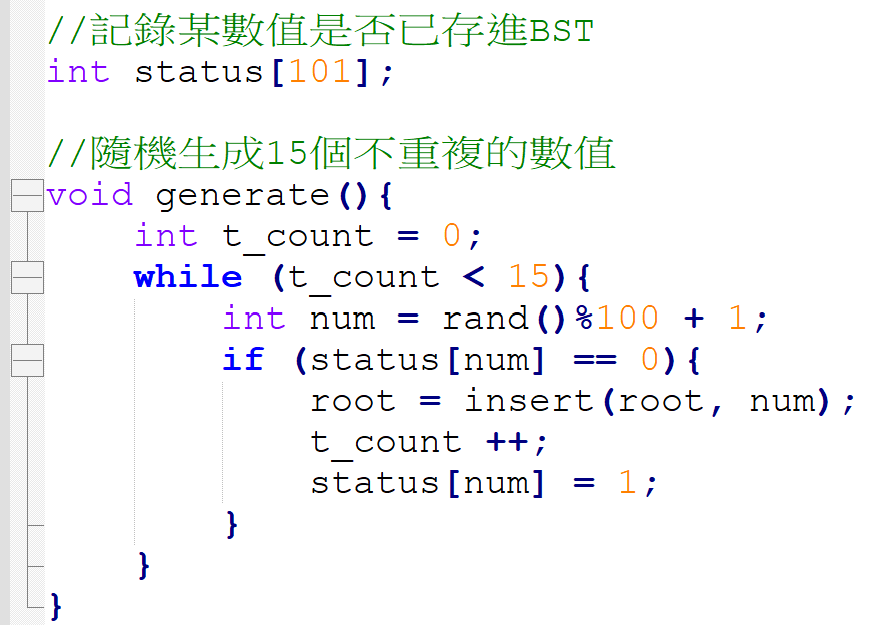 //記錄某數值是否已存進BST
int status[101];
//隨機生成15個不重複的數值
void generate(){
int t_count = 0;
while (t_count < 15){
int num = rand()%100 + 1;
if (status[num] == 0){
root = insert(root, num);
t_count ++;
status[num] = 1;
}
}
}